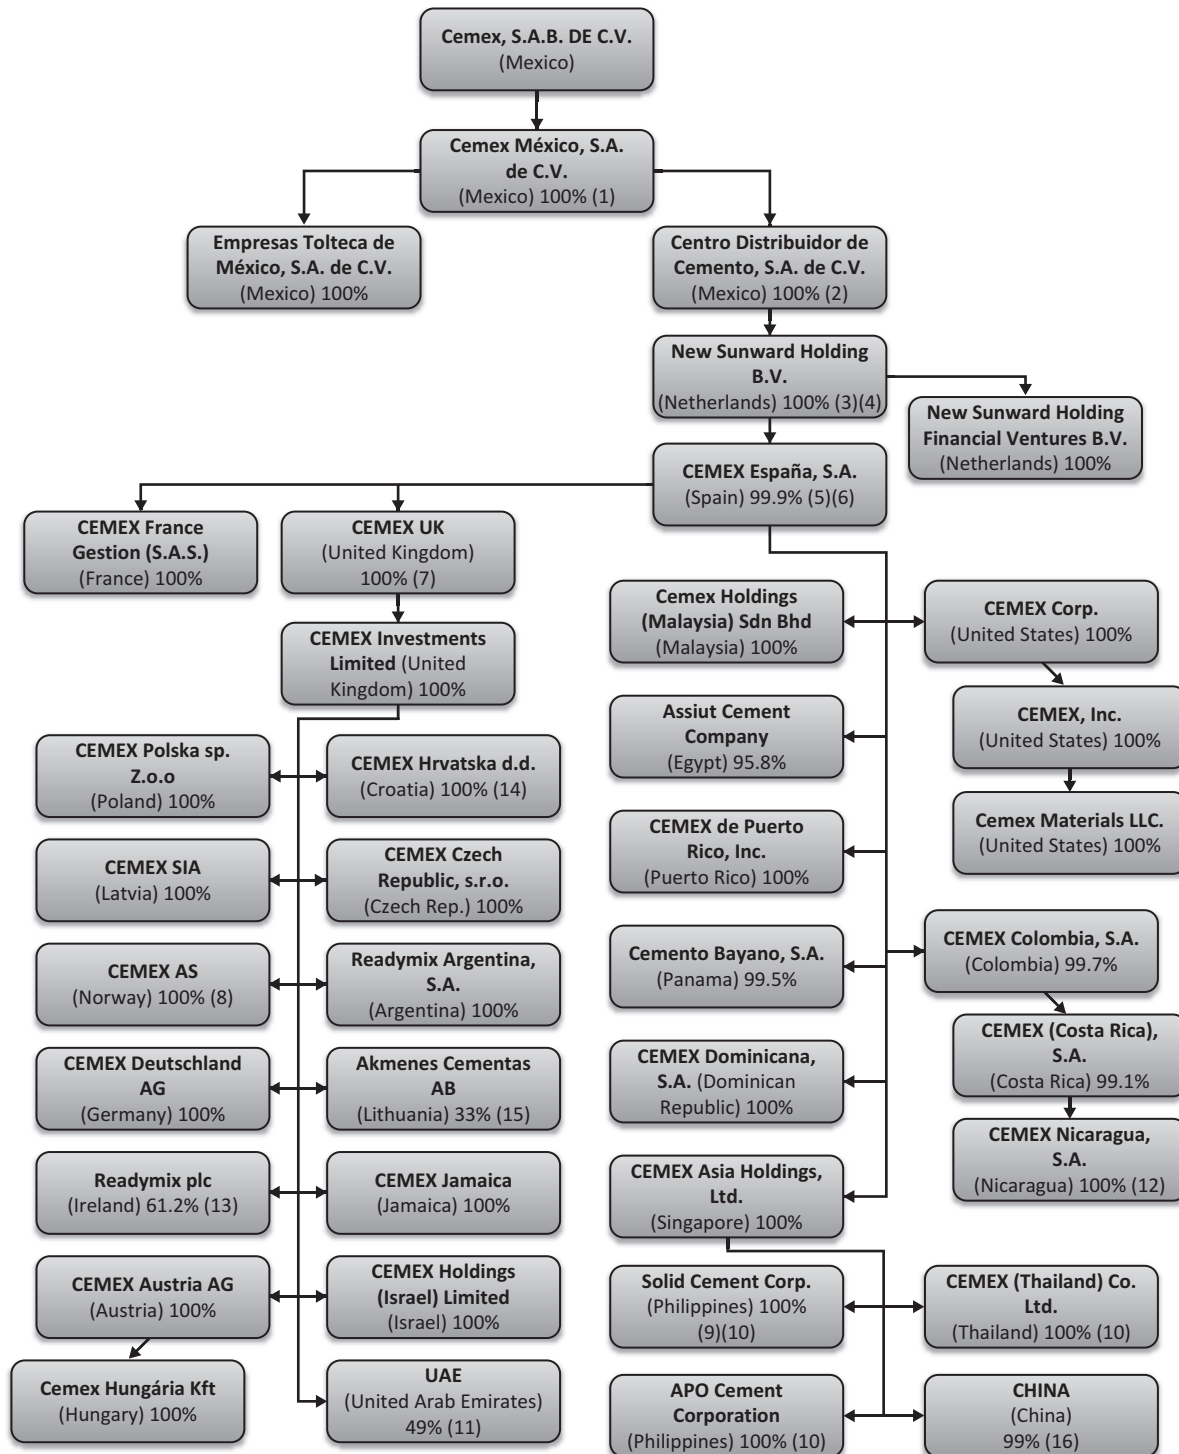 Cemex, S.A.B. DE C.V.
(Mexico)
Cemex México, S.A.
de C.V.
(Mexico) 100% (1)
Empresas Tolteca de
México, S.A. de C.V.
(Mexico) 100%
Centro Distribuidor de
Cemento, S.A. de C.V.
(Mexico) 100% (2)
New Sunward Holding
B.V.
(Netherlands) 100% (3)(4)
New Sunward Holding
Financial Ventures B.V.
(Netherlands) 100%
CEMEX España, S.A.
(Spain) 99.9% (5)(6)
CEMEX France
Gestion (S.A.S.)
(France) 100%
CEMEX UK
(United Kingdom)
100% (7)
CEMEX Investments
Limited (United
Kingdom) 100%
CEMEX Polska sp.
Z.o.o
(Poland) 100%
CEMEX Hrvatska d.d.
(Croatia) 100% (14)
CEMEX SIA
(Latvia) 100%
CEMEX Czech
Republic, s.r.o.
(Czech Rep.) 100%
CEMEX AS
(Norway) 100% (8)
Readymix Argentina,
S.A.
(Argentina) 100%
CEMEX Deutschland
AG
(Germany) 100%
Akmenes Cementas
AB
(Lithuania) 33% (15)
Readymix plc
(Ireland) 61.2% (13)
CEMEX Jamaica
(Jamaica) 100%
CEMEX Austria AG
(Austria) 100%
CEMEX Holdings
(Israel) Limited
(Israel) 100%
Cemex Hungária Kft
(Hungary) 100%
UAE
(United Arab Emirates)
49% (11)
Cemex Holdings
(Malaysia) Sdn Bhd
(Malaysia) 100%
CEMEX Corp.
(United States) 100%
Assiut Cement
Company
(Egypt) 95.8%
CEMEX, Inc.
(United States) 100%
CEMEX de Puerto
Rico, Inc.
(Puerto Rico) 100%
Cemex Materials LLC.
(United States) 100%
Cemento Bayano, S.A.
(Panama) 99.5%
CEMEX Colombia, S.A.
(Colombia) 99.7%
CEMEX Dominicana,
S.A. (Dominican
Republic) 100%
CEMEX (Costa Rica),
S.A.
(Costa Rica) 99.1%
CEMEX Asia Holdings,
Ltd.
(Singapore) 100%
CEMEX Nicaragua,
S.A.
(Nicaragua) 100% (12)
Solid Cement Corp.
(Philippines) 100%
(9)(10)
CEMEX (Thailand) Co.
Ltd.
(Thailand) 100% (10)
APO Cement
Corporation
(Philippines) 100% (10)
CHINA
(China)
99% (16)